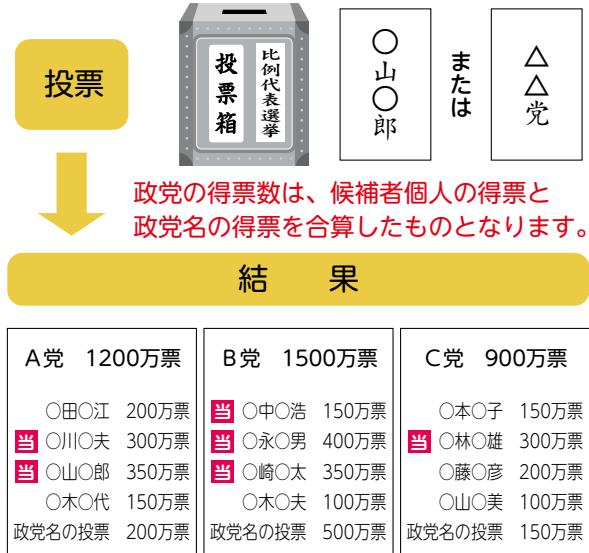 投票
投票箱
比例代表選挙
○山○郎
または
△△党
政党の得票数は、候補者個人の得票と
政党名の得票を合算したものとなります。
結 果
A党 1200万票
○田○江 200万票
当 ○川○夫 300万票
当 ○山○郎 350万票
○木○代 150万票
政党名の投票 200万票
B党 1500万票
当 ○中○浩 150万票
当 ○永○男 400万票
当 ○崎○太 350万票
○木○夫 100万票
政党名の投票 500万票
C党 900万票
○本○子 150万票
当 ○林○雄 300万票
○藤○彦 200万票
○山○美 100万票
政党名の投票 150万票